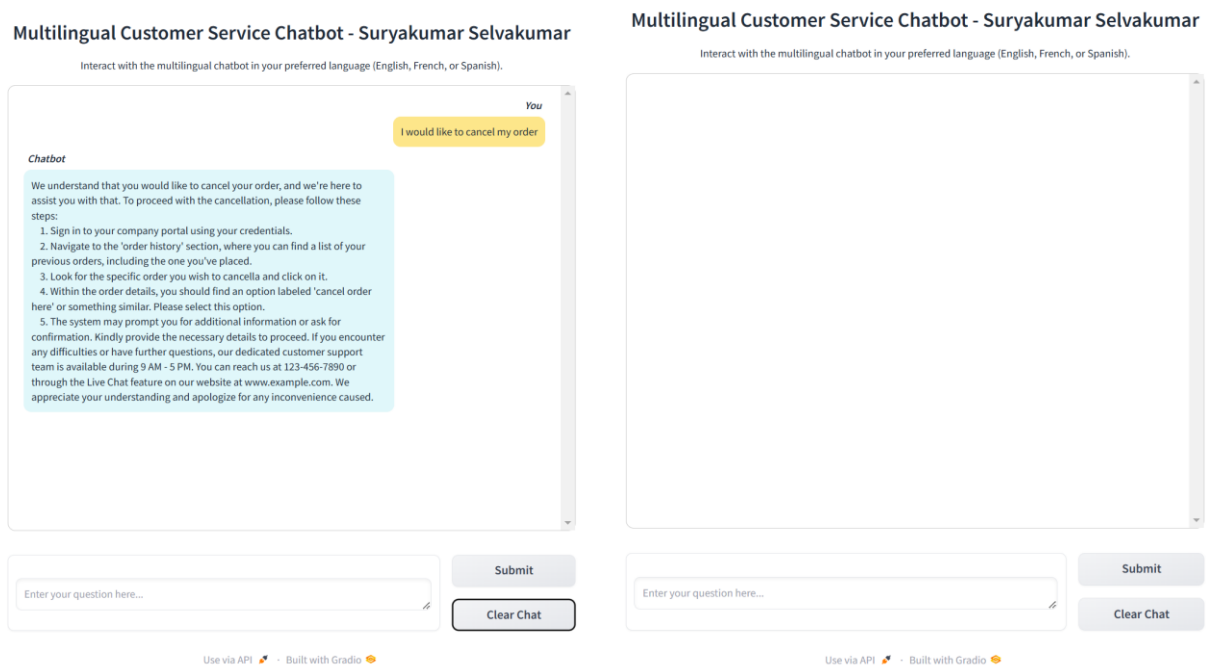 Multilingual Customer Service Chatbot - Suryakumar Selvakumar
Interact with the multilingual chatbot in your preferred language (English, French, or Spanish).
You
I would like to cancel my order
Chatbot
We understand that you would like to cancel your order, and we're here to
assist you with that. To proceed with the cancellation, please follow these
steps:
1. Sign in to your company portal using your credentials.
2. Navigate to the 'order history' section, where you can find a list of your
previous orders, including the one you've placed.
3. Look for the specific order you wish to cancella and click on it.
4. Within the order details, you should find an option labeled 'cancel order
here' or something similar. Please select this option.
5. The system may prompt you for additional information or ask for
confirmation. Kindly provide the necessary details to proceed. If you encounter
any difficulties or have further questions, our dedicated customer support
team is available during 9 AM - 5 PM. You can reach us at 123-456-7890 or
through the Live Chat feature on our website at www.example.com. We
appreciate your understanding and apologize for any inconvenience caused.
Enter your question here...
Submit
Clear Chat
Use via API · Built with Gradio
Multilingual Customer Service Chatbot - Suryakumar Selvakumar
Interact with the multilingual chatbot in your preferred language (English, French, or Spanish).
Enter your question here...
Submit
Clear Chat
Use via API · Built with Gradio